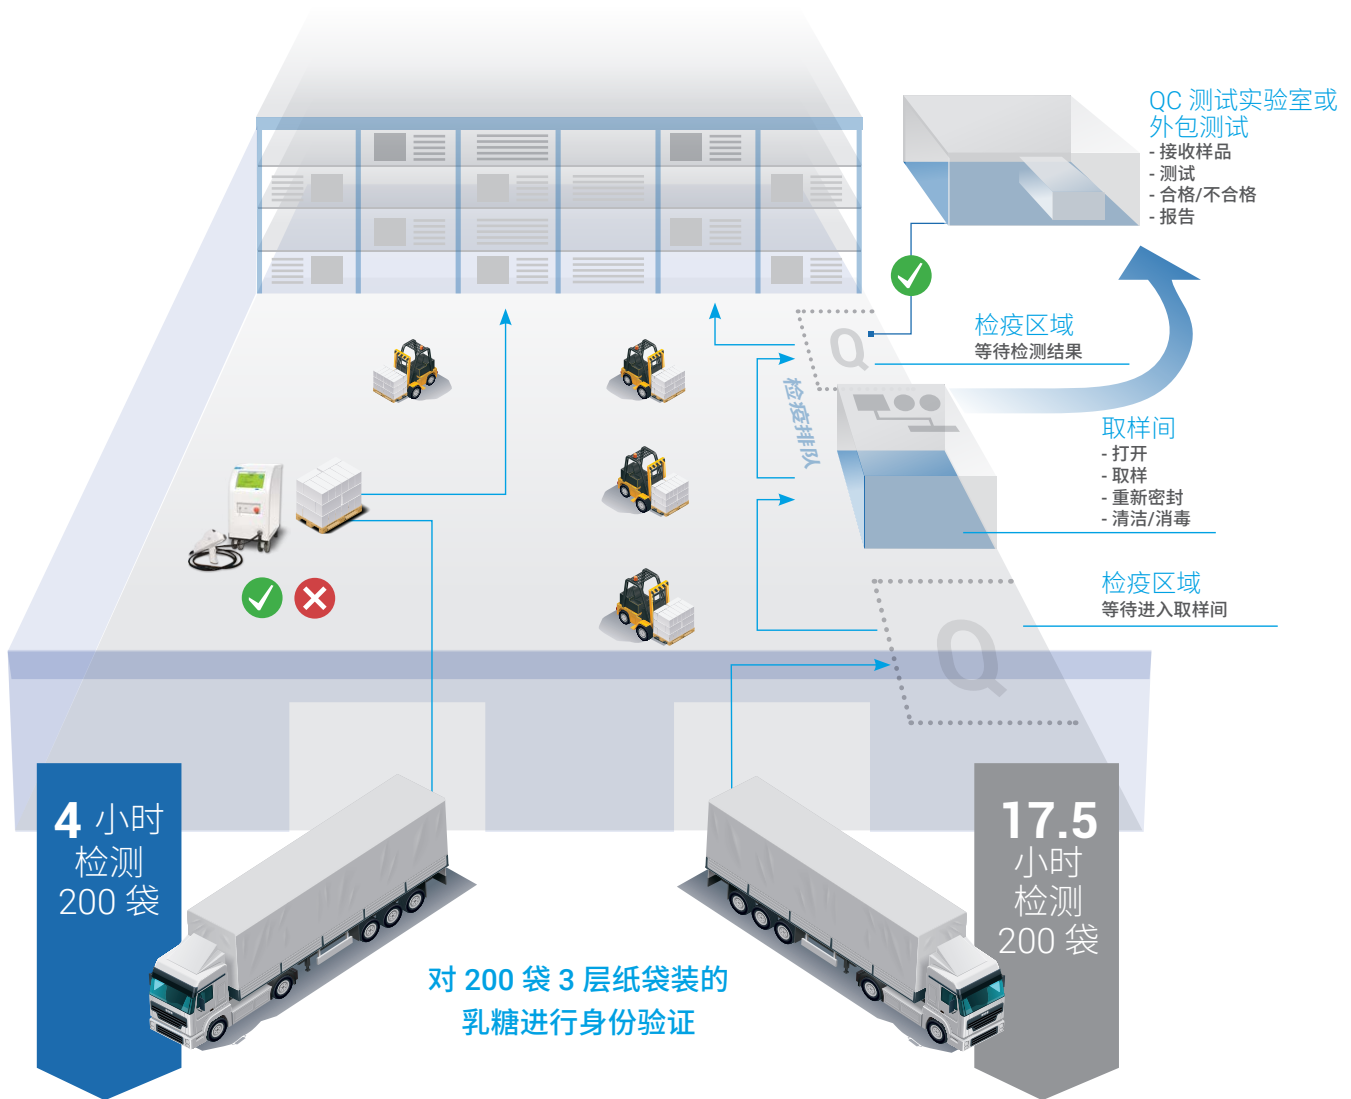 QC 测试实验室或
外包测试
- 接收样品
- 测试
- 合格/不合格
- 报告
检疫区域
等待检测结果
Q
检疫排队
取样间
- 打开
- 取样
- 重新密封
- 清洁/消毒
检疫区域
等待进入取样间
Q
4 小时
检测
200 袋
17.5
小时
检测
200 袋
对 200 袋 3 层纸袋装的
乳糖进行身份验证